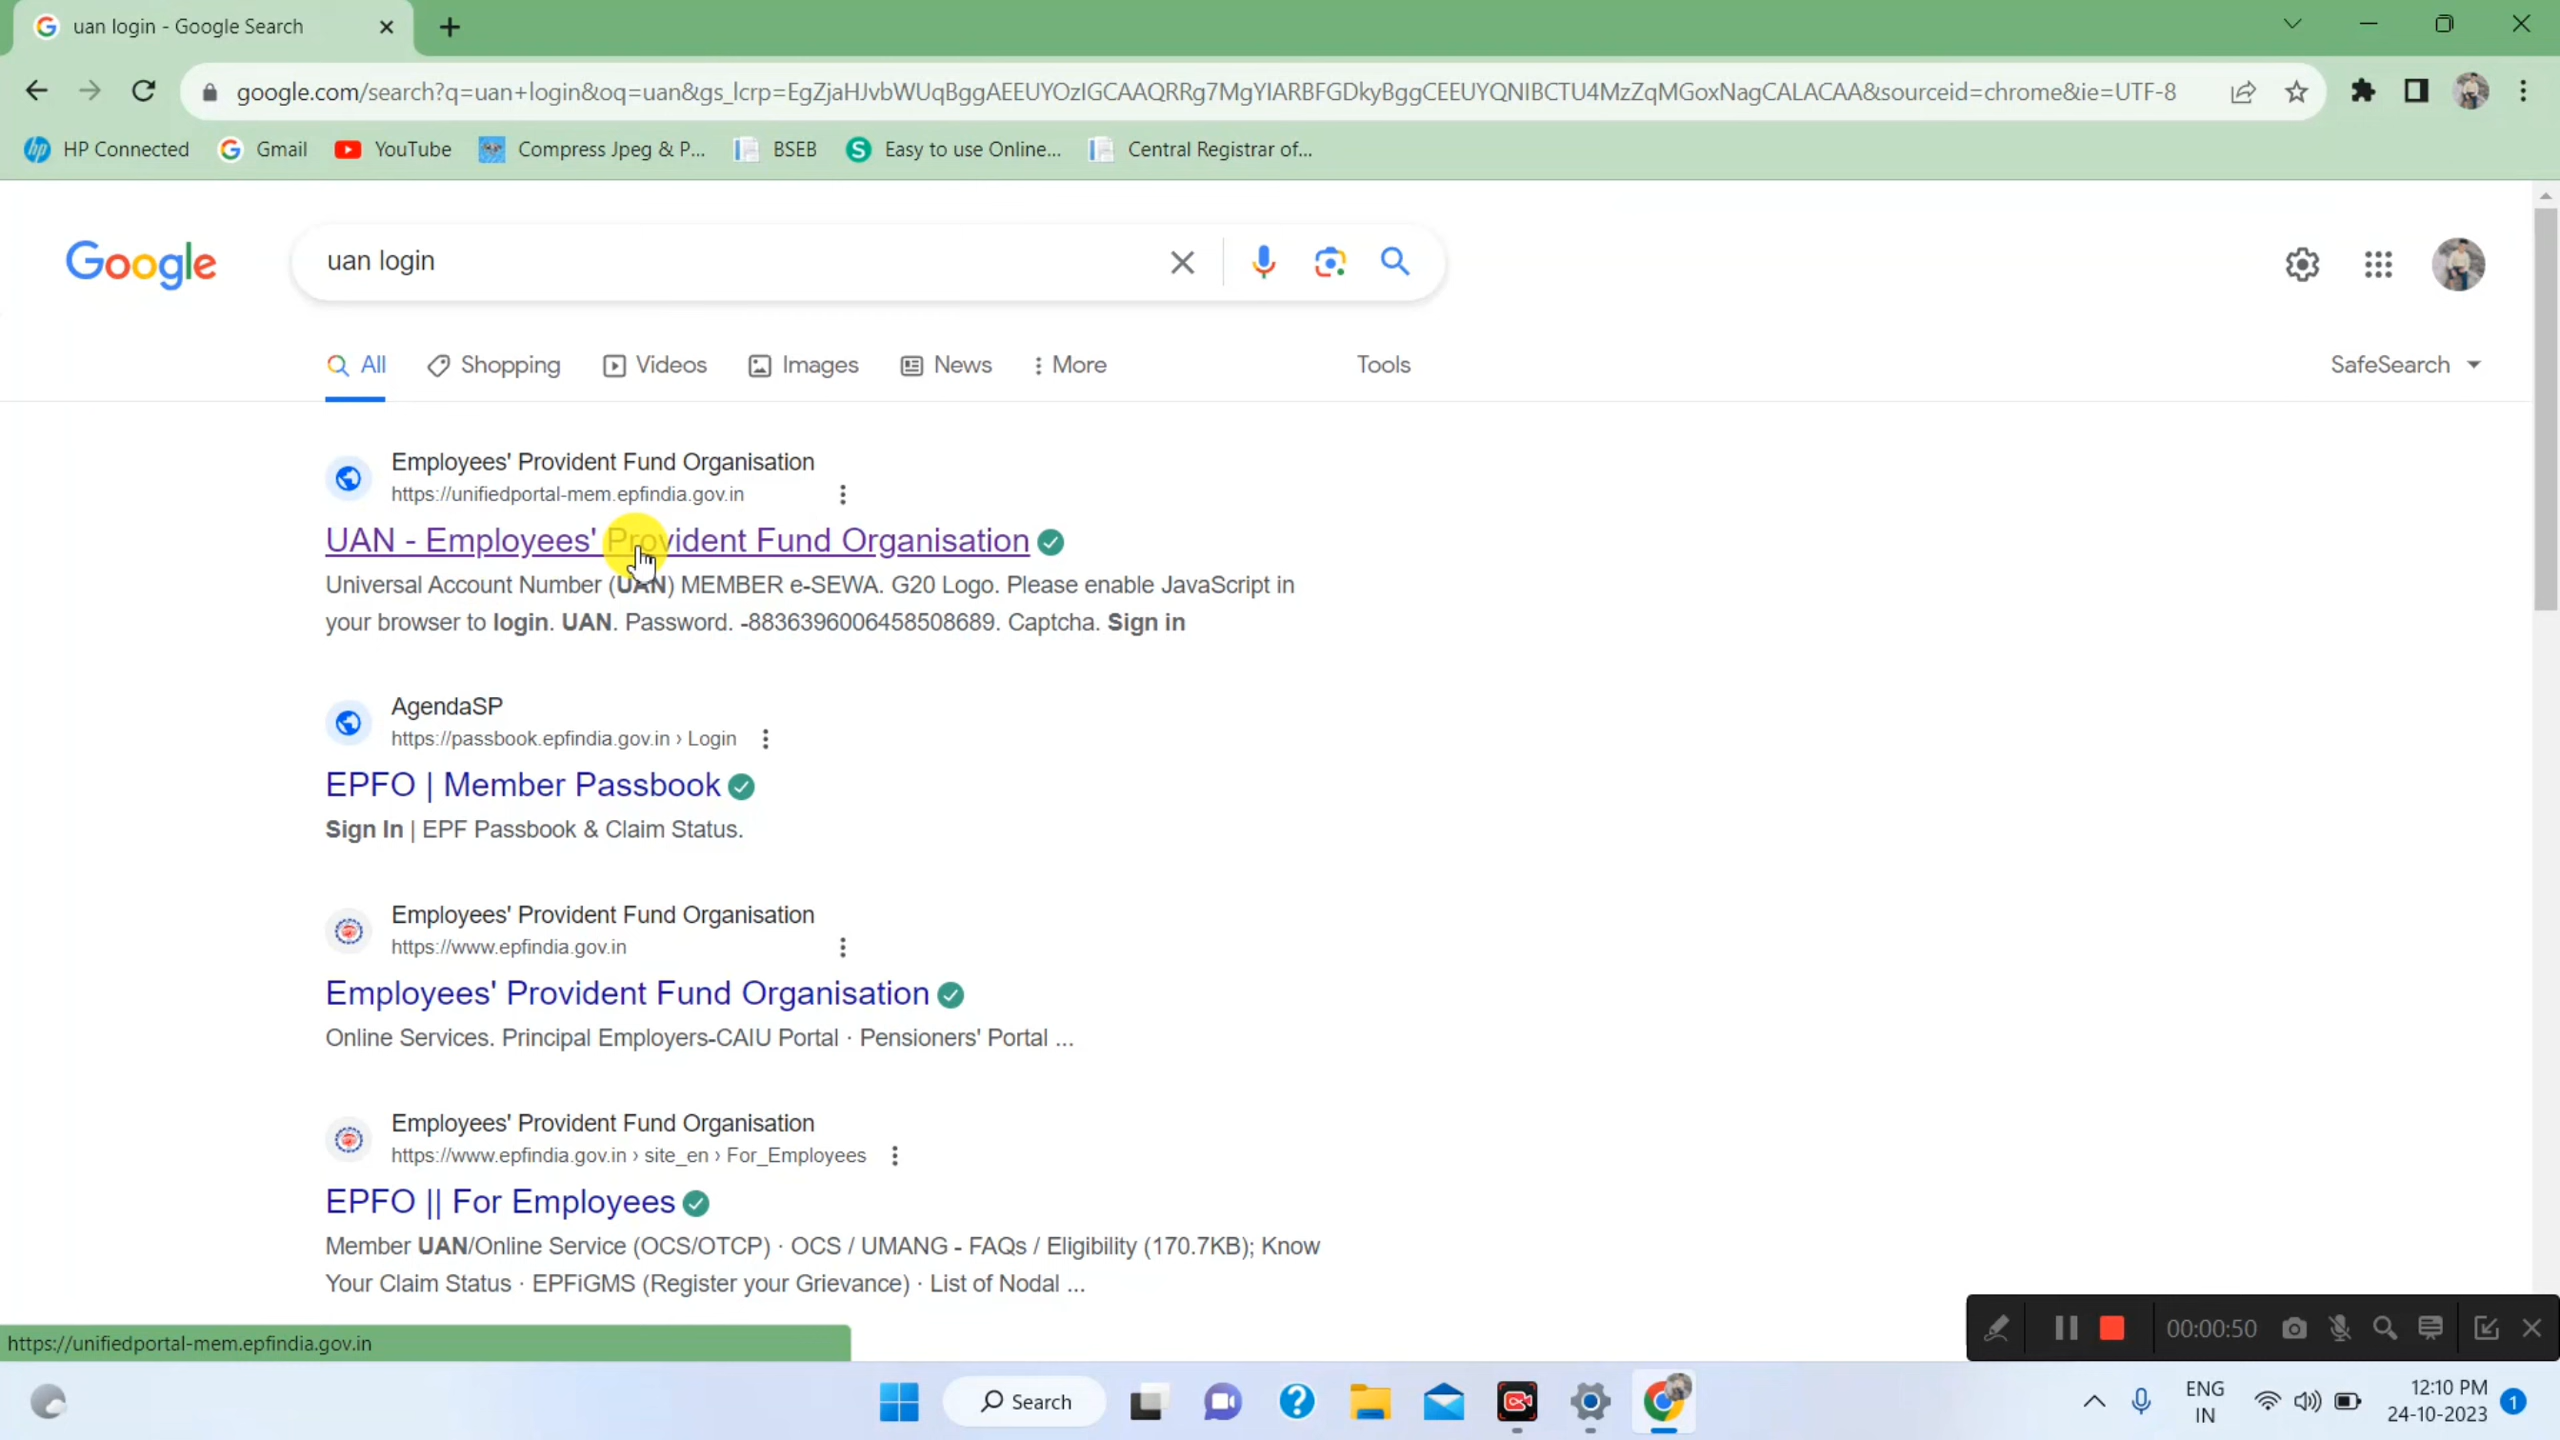 uan login - Google Search
google.com/search?q=uan+login&oq=uan&gs_lcrp=EgZjaHJvbWUqBggAEEUYOzIGCAAQRRg7MgYIARBFGDkyBggCEEUYQNIBCTU4MzZqMGoxNagCALACAA&sourceid=chrome&ie=UTF-8
HP Connected Gmail YouTube Compress Jpeg & P... BSEB Easy to use Online... Central Registrar of...
Google uan login
All Shopping Videos Images News More Tools SafeSearch
Employees' Provident Fund Organisation
https://unifiedportal-mem.epfindia.gov.in
UAN - Employees' Provident Fund Organisation
Universal Account Number (UAN) MEMBER e-SEWA. G20 Logo. Please enable JavaScript in
your browser to login. UAN. Password. -8836396006458508689. Captcha. Sign in
AgendaSP
https://passbook.epfindia.gov.in › Login
EPFO | Member Passbook
Sign In | EPF Passbook & Claim Status.
Employees' Provident Fund Organisation
https://www.epfindia.gov.in
Employees' Provident Fund Organisation
Online Services. Principal Employers-CAIU Portal · Pensioners' Portal ...
Employees' Provident Fund Organisation
https://www.epfindia.gov.in › site_en › For_Employees
EPFO || For Employees
Member UAN/Online Service (OCS/OTCP) · OCS / UMANG - FAQs / Eligibility (170.7KB); Know
Your Claim Status · EPFiGMS (Register your Grievance) · List of Nodal ...
00:00:50
https://unifiedportal-mem.epfindia.gov.in
Search
ENG
IN
12:10 PM
24-10-2023
1